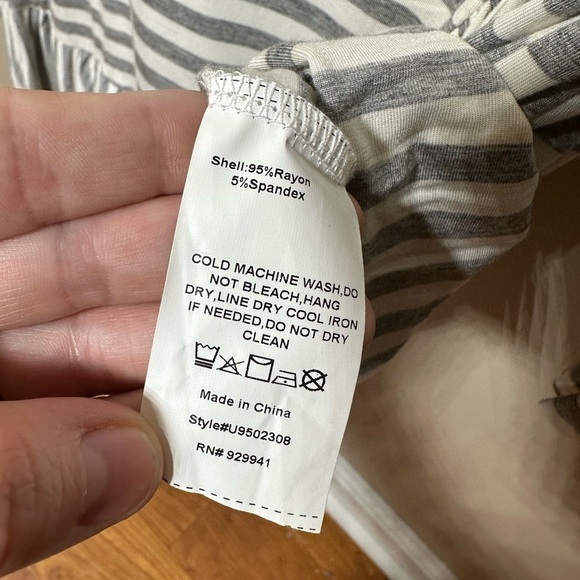 Shell:95%Rayon
5%Spandex
COLD MACHINE WASH,DO
NOT BLEACH,HANG
DRY,LINE DRY COOL IRON
IF NEEDED,DO NOT DRY
CLEAN
Made in China
Style#U9502308
RN# 929941